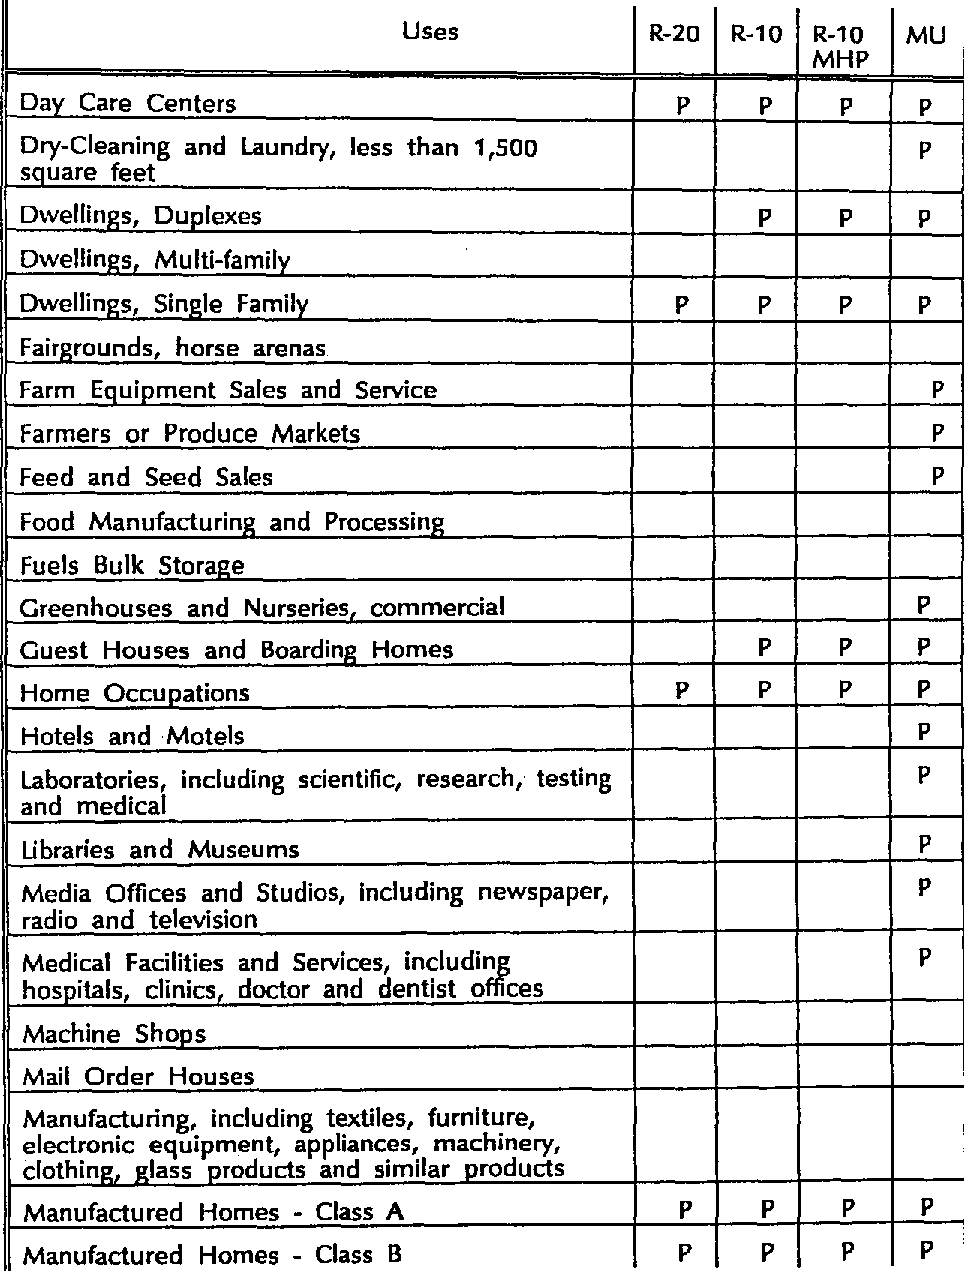 Uses R-20 R-10 R-10 MU
MHP
Day Care Centers P P P P
Dry-Cleaning and Laundry, less than 1,500 P
square feet
Dwellings, Duplexes P P P
Dwellings, Multi-family
Dwellings, Single Family P P P P
Fairgrounds, horse arenas
Farm Equipment Sales and Service P
Farmers or Produce Markets P
Feed and Seed Sales P
Food Manufacturing and Processing
Fuels Bulk Storage
Greenhouses and Nurseries, commercial P
Guest Houses and Boarding Homes P P P
Home Occupations P P P P
Hotels and Motels P
Laboratories, including scientific, research, testing P
and medical
Libraries and Museums P
Media Offices and Studios, including newspaper, P
radio and television
Medical Facilities and Services, including P
hospitals, clinics, doctor and dentist offices
Machine Shops
Mail Order Houses
Manufacturing, including textiles, furniture,
electronic equipment, appliances, machinery,
clothing, glass products and similar products
Manufactured Homes - Class A P P P P
Manufactured Homes - Class B P P P P